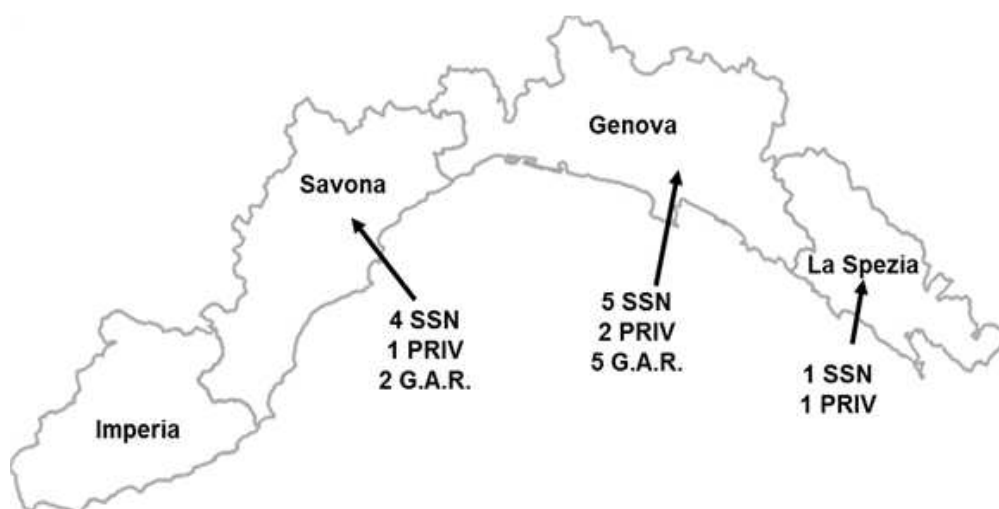 Genova
Savona
La Spezia
Imperia
4 SSN
1 PRIV
2 G.A.R.
5 SSN
2 PRIV
5 G.A.R.
1 SSN
1 PRIV